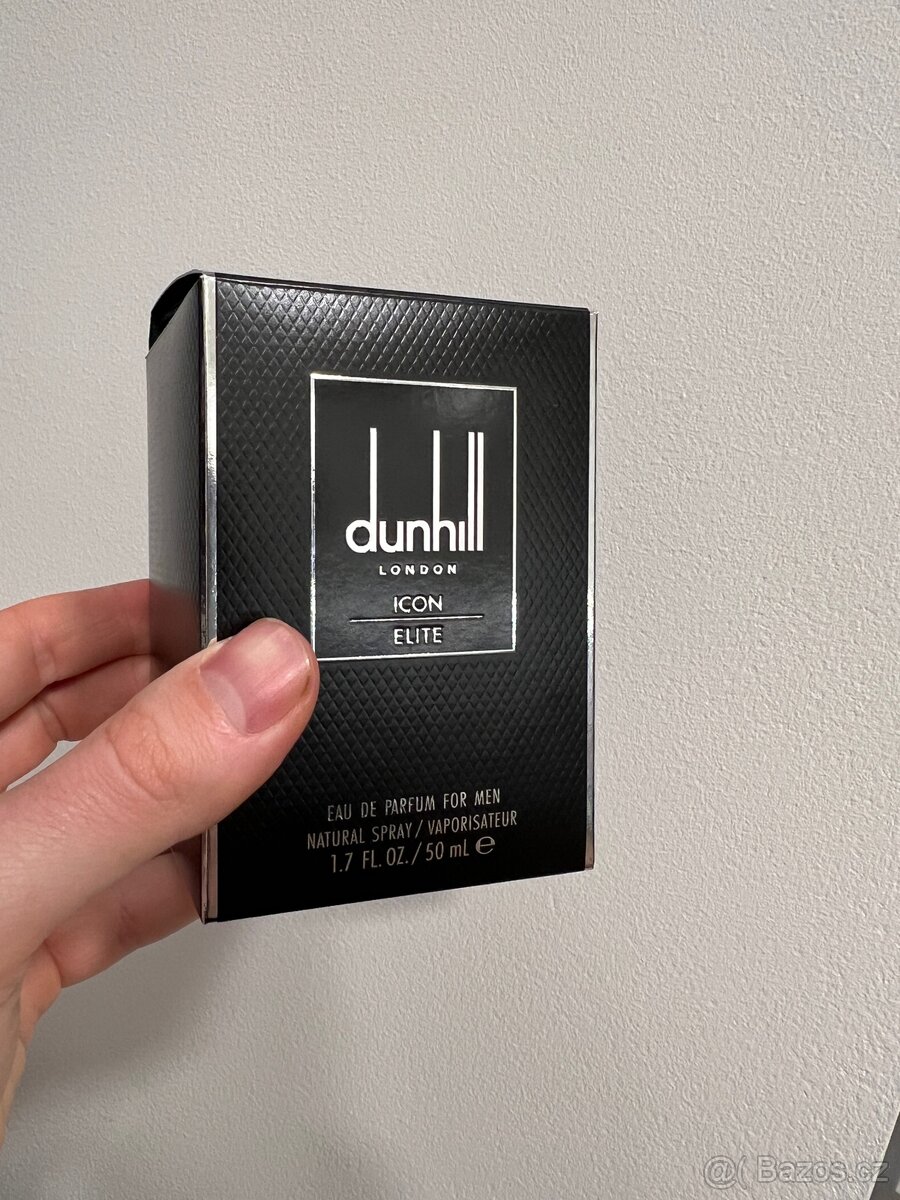 dunhill
LONDON
ICON
ELITE
EAU DE PARFUM FOR MEN
NATURAL SPRAY/VAPORISATEUR
1.7 FL. OZ./50 mL ℮
@( Bazos.cz